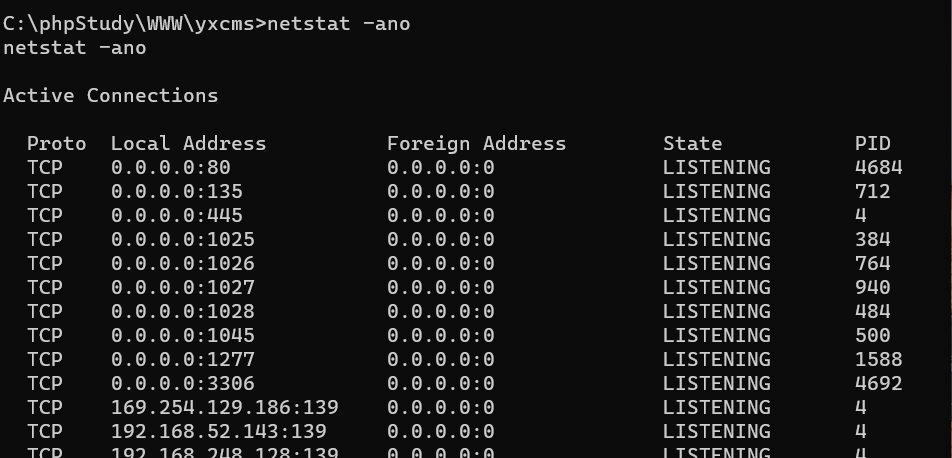 C:\phpStudy\WWW\yxcms>netstat -ano
netstat -ano
Active Connections
Proto Local Address Foreign Address State PID
TCP 0.0.0.0:80 0.0.0.0:0 LISTENING 4684
TCP 0.0.0.0:135 0.0.0.0:0 LISTENING 712
TCP 0.0.0.0:445 0.0.0.0:0 LISTENING 4
TCP 0.0.0.0:1025 0.0.0.0:0 LISTENING 384
TCP 0.0.0.0:1026 0.0.0.0:0 LISTENING 764
TCP 0.0.0.0:1027 0.0.0.0:0 LISTENING 940
TCP 0.0.0.0:1028 0.0.0.0:0 LISTENING 484
TCP 0.0.0.0:1045 0.0.0.0:0 LISTENING 500
TCP 0.0.0.0:1277 0.0.0.0:0 LISTENING 1588
TCP 0.0.0.0:3306 0.0.0.0:0 LISTENING 4692
TCP 169.254.129.186:139 0.0.0.0:0 LISTENING 4
TCP 192.168.52.143:139 0.0.0.0:0 LISTENING 4
TCP 192.168.248.128:139 0.0.0.0:0 LISTENING 4